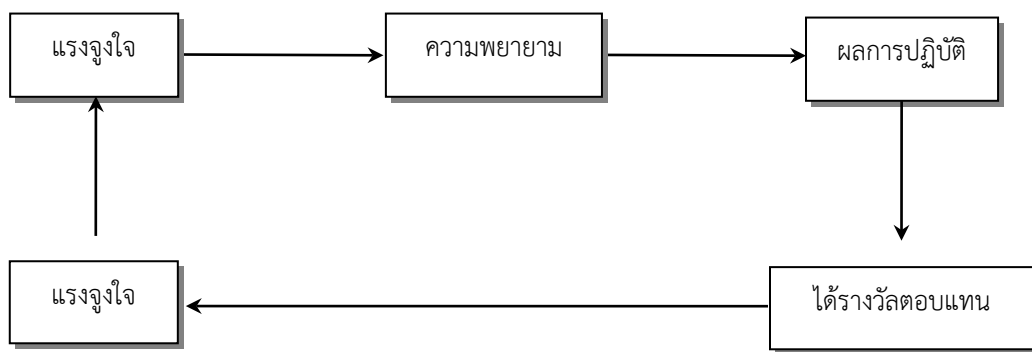 แรงจูงใจ
ความพยายาม
ผลการปฏิบัติ
แรงจูงใจ
ได้รางวัลตอบแทน